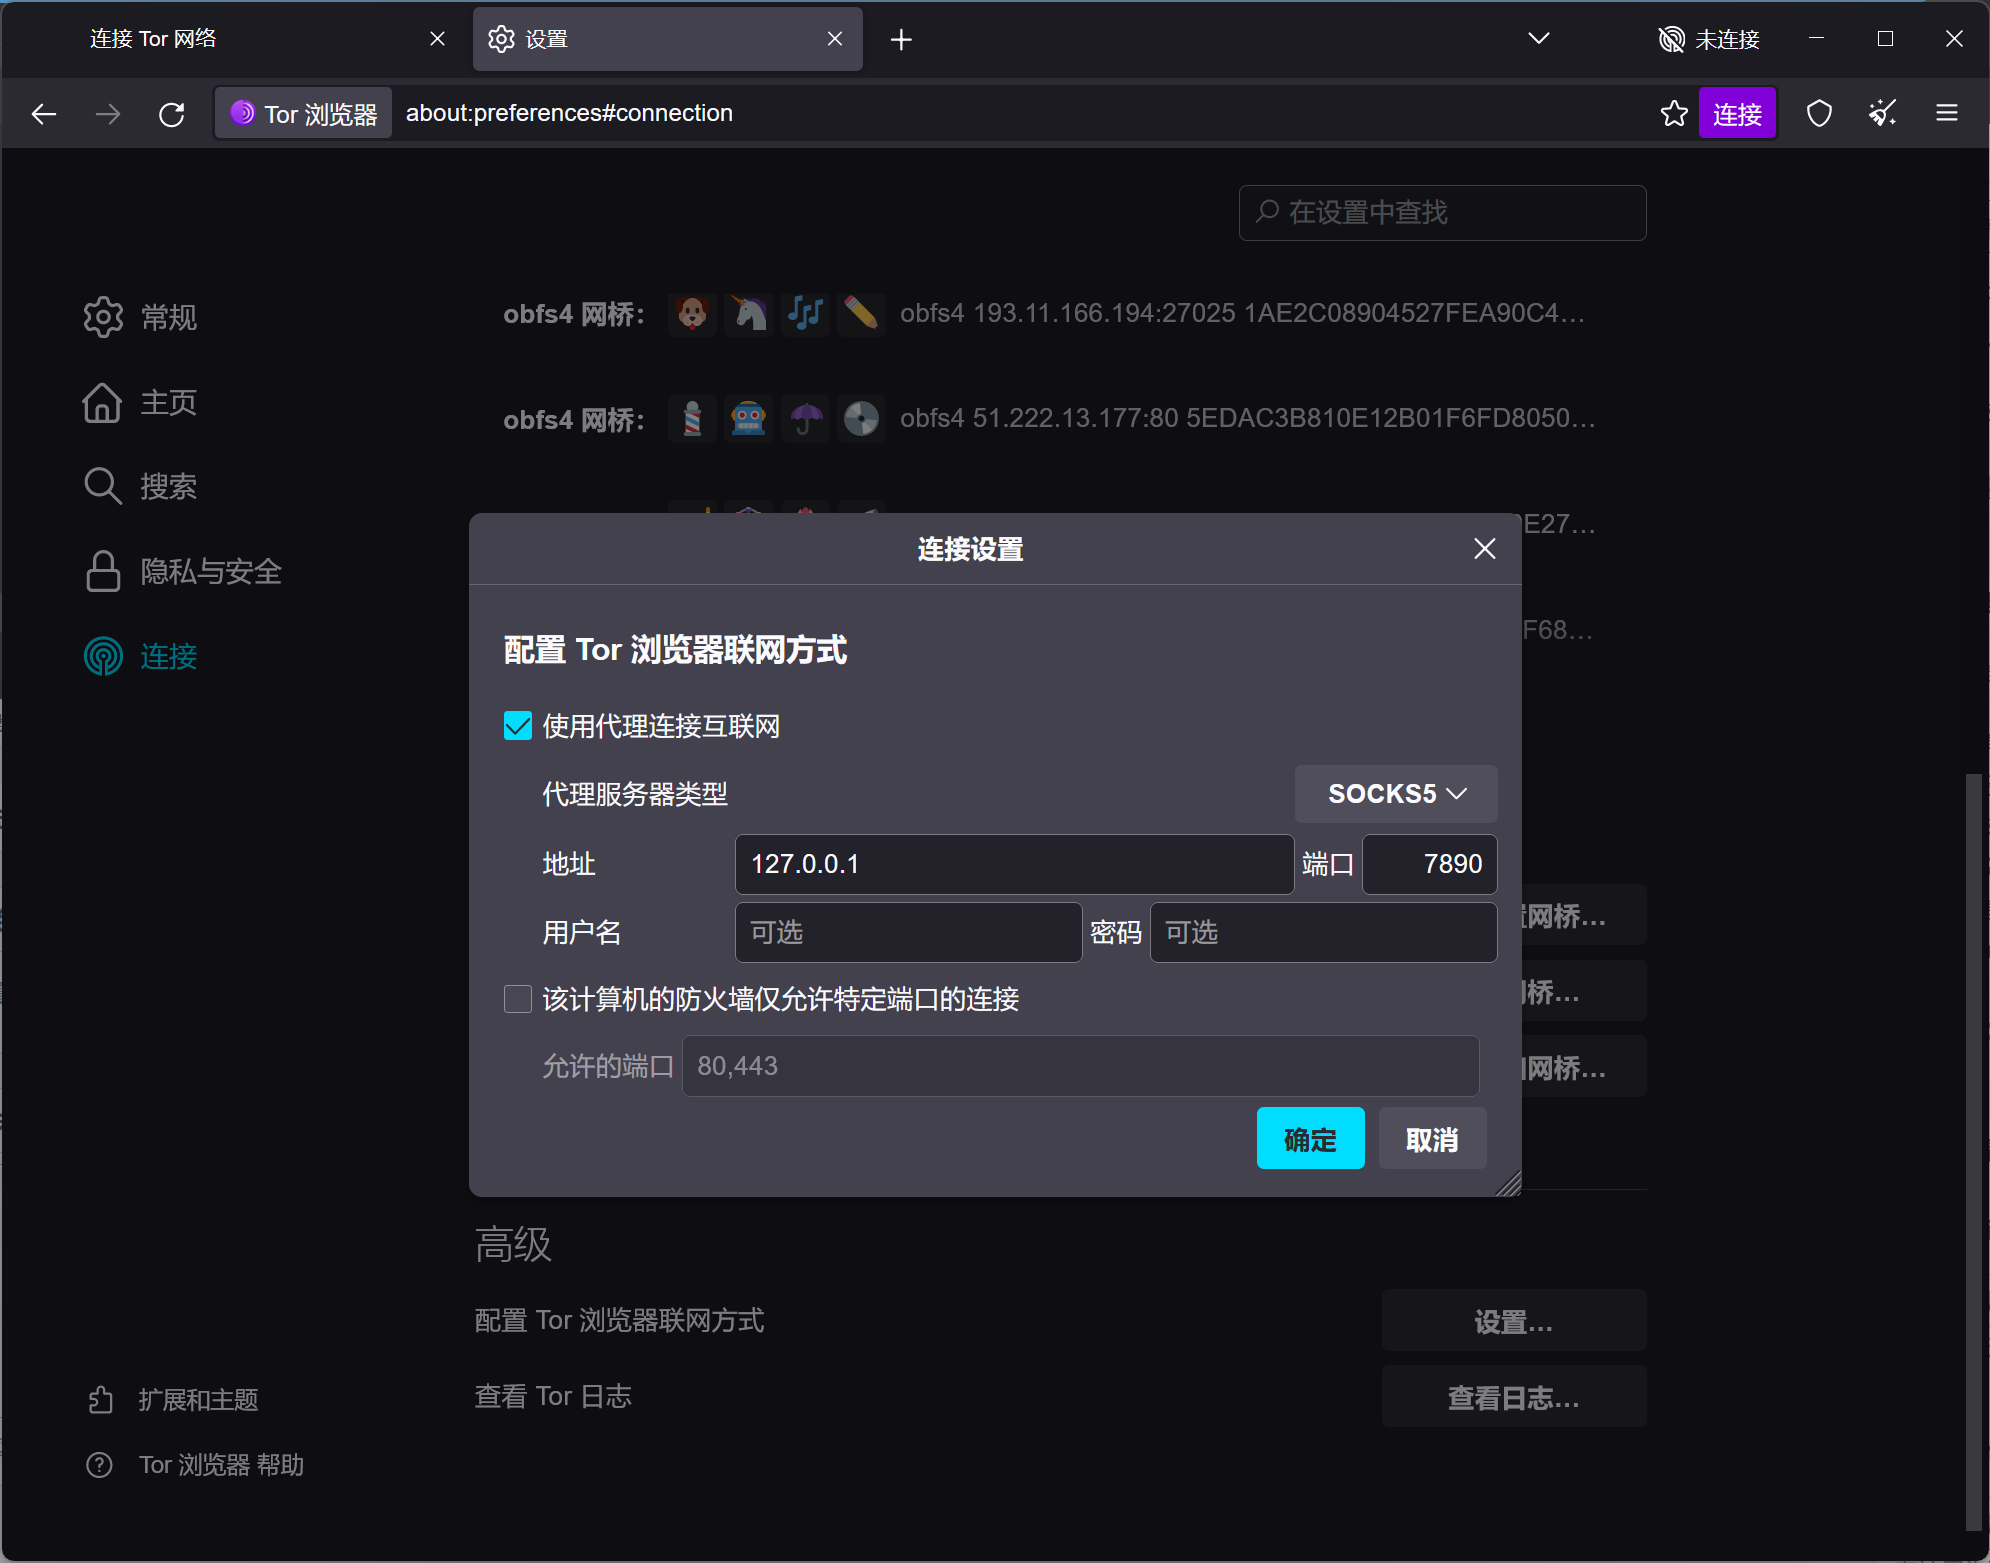 连接 Tor 网络
设置
未连接
Tor 浏览器
about:preferences#connection
连接
在设置中查找
常规
主页
搜索
隐私与安全
连接
obfs4 网桥：
obfs4 193.11.166.194:27025 1AE2C08904527FEA90C4…
obfs4 网桥：
obfs4 51.222.13.177:80 5EDAC3B810E12B01F6FD8050…
E27…
F68…
连接设置
配置 Tor 浏览器联网方式
使用代理连接互联网
代理服务器类型
SOCKS5
地址
127.0.0.1
端口
7890
用户名
可选
密码
可选
该计算机的防火墙仅允许特定端口的连接
允许的端口
80,443
确定
取消
网桥…
桥…
网桥…
高级
配置 Tor 浏览器联网方式
设置…
查看 Tor 日志
查看日志…
扩展和主题
Tor 浏览器 帮助